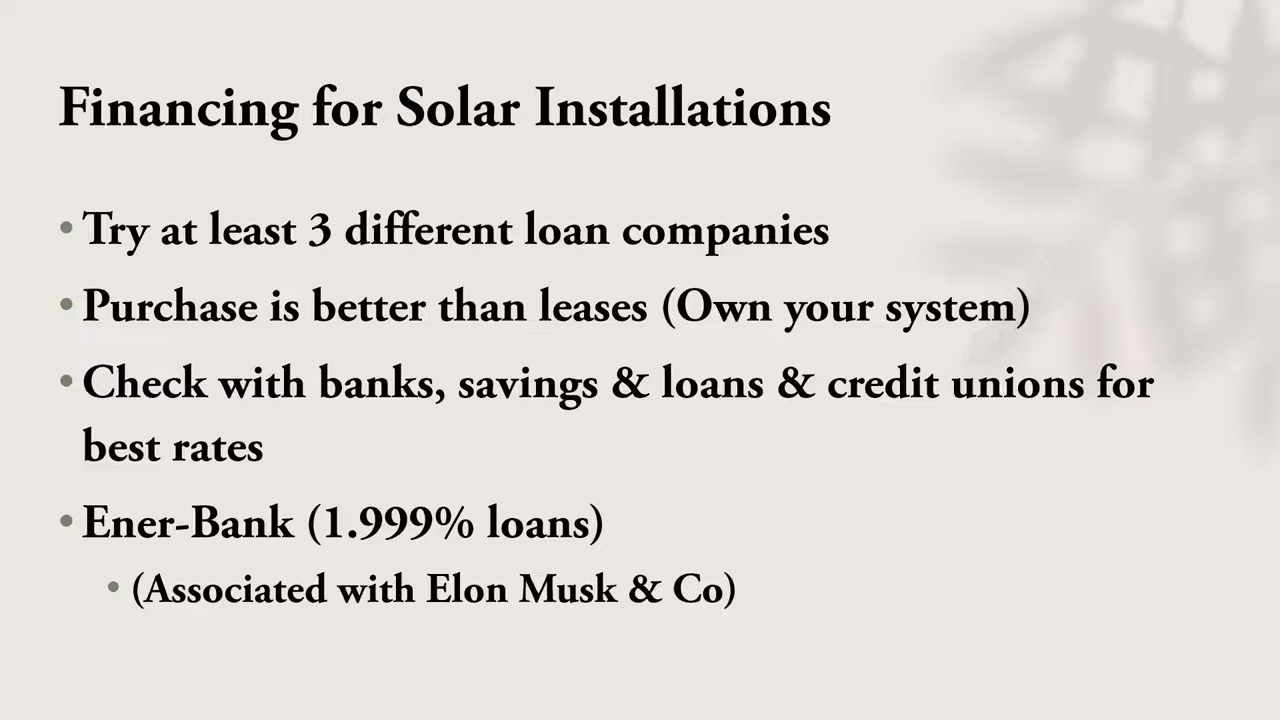 Financing for Solar Installations
• Try at least 3 different loan companies
• Purchase is better than leases (Own your system)
• Check with banks, savings & loans & credit unions for
best rates
• Ener-Bank (1.999% loans)
• (Associated with Elon Musk & Co)